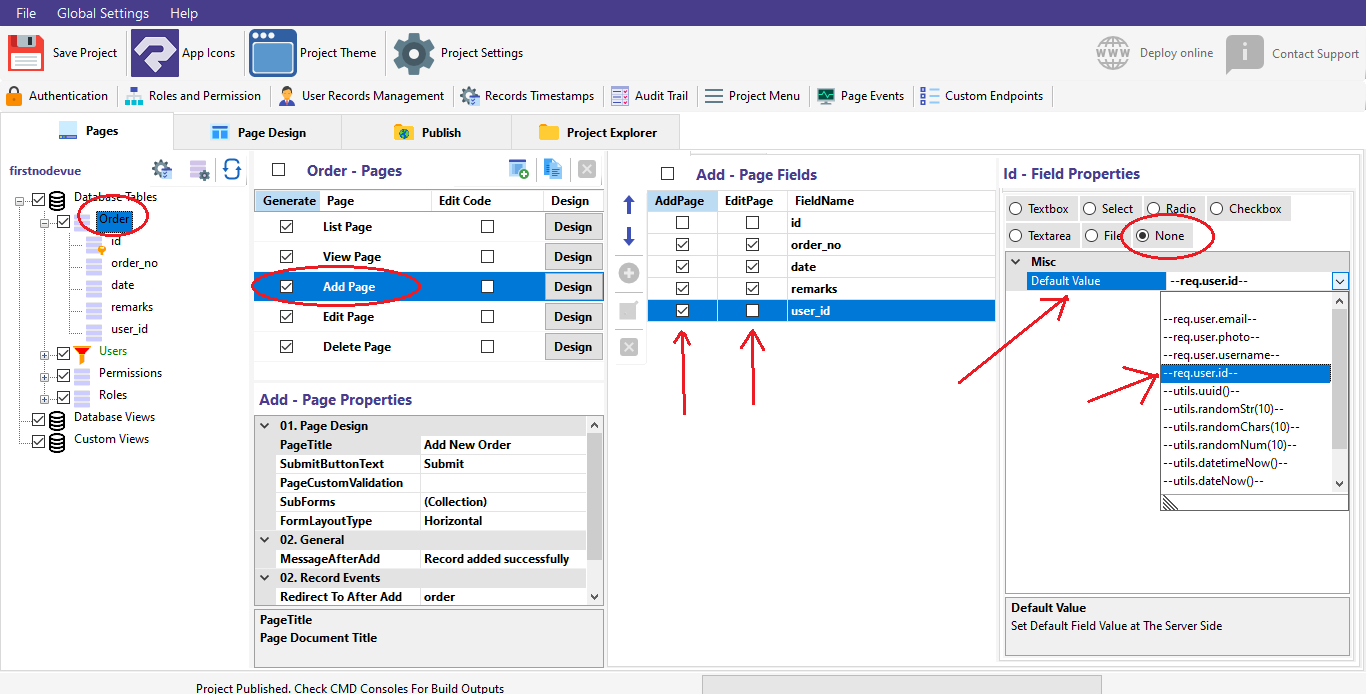 File Global Settings Help
Save Project App Icons Project Theme Project Settings www Deploy online Contact Support
Authentication Roles and Permission User Records Management Records Timestamps Audit Trail Project Menu Page Events Custom Endpoints
Pages Page Design Publish Project Explorer
firstnodevue
Database Tables
Order
id
order_no
date
remarks
user_id
Users
Permissions
Roles
Database Views
Custom Views
Order - Pages
Generate Page Edit Code Design
List Page Design
View Page Design
Add Page Design
Edit Page Design
Delete Page Design
Add - Page Properties
01. Page Design
PageTitle Add New Order
SubmitButtonText Submit
PageCustomValidation
SubForms (Collection)
FormLayoutType Horizontal
02. General
MessageAfterAdd Record added successfully
02. Record Events
Redirect To After Add order
PageTitle
Page Document Title
Add - Page Fields
AddPage EditPage FieldName
id
order_no
date
remarks
user_id
Id - Field Properties
Textbox Select Radio Checkbox
Textarea File None
Misc
Default Value --req.user.id--
--req.user.email--
--req.user.photo--
--req.user.username--
--req.user.id--
--utils.uuid()--
--utils.randomStr(10)--
--utils.randomChars(10)--
--utils.randomNum(10)--
--utils.datetimeNow()--
--utils.dateNow()--
Default Value
Set Default Field Value at The Server Side
Project Published. Check CMD Consoles For Build Outputs